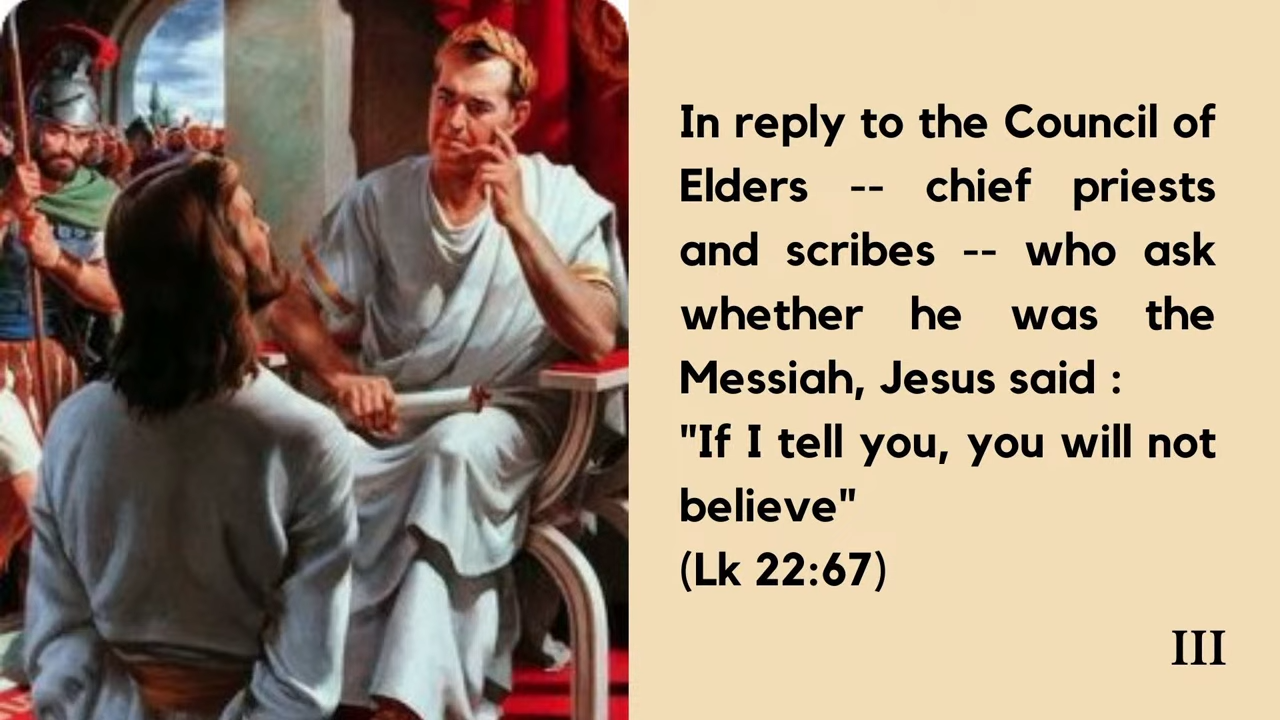 In reply to the Council of
Elders -- chief priests
and scribes -- who ask
whether he was the
Messiah, Jesus said :
"If I tell you, you will not
believe"
(Lk 22:67)
III